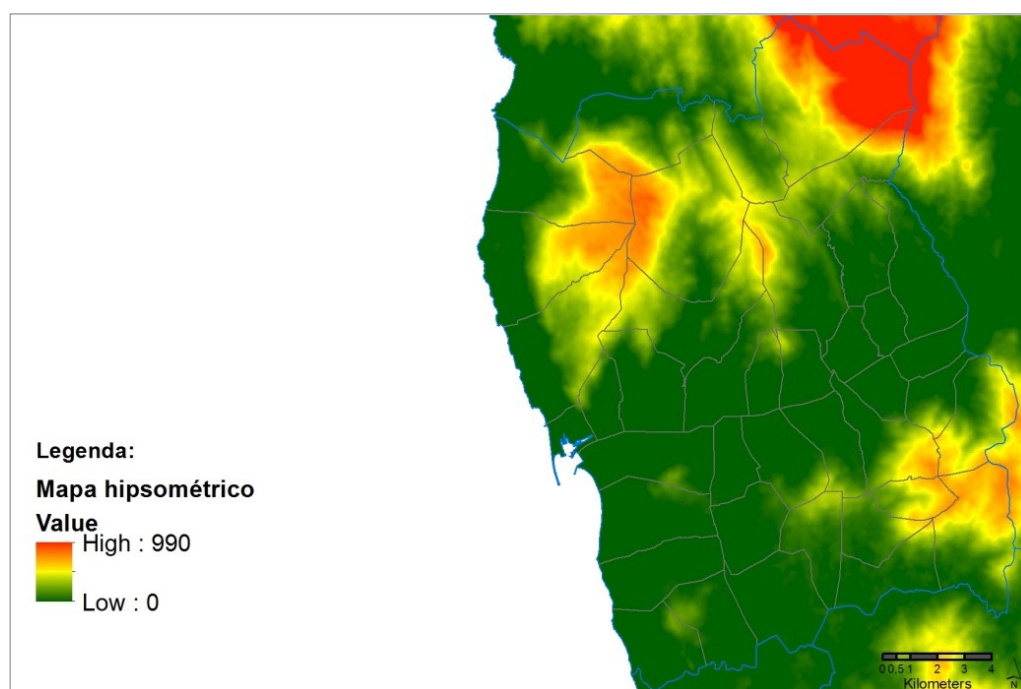 Legenda:
Mapa hipsométrico
Value
High : 990
Low : 0
0 0,5 1 2 3 4
Kilometers
N